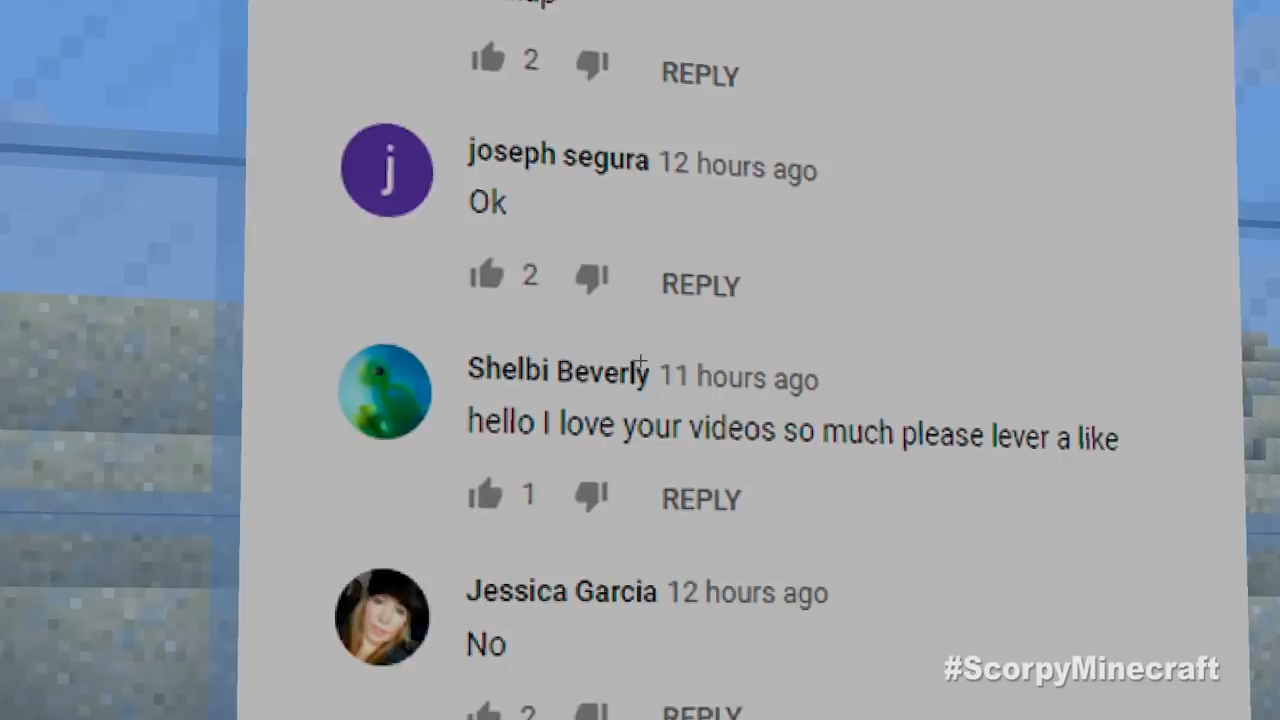 2 REPLY
j
joseph segura 12 hours ago
Ok
2 REPLY
Shelbi Beverly 11 hours ago
hello I love your videos so much please lever a like
1 REPLY
Jessica Garcia 12 hours ago
No
#ScorpyMinecraft
2 REPLY